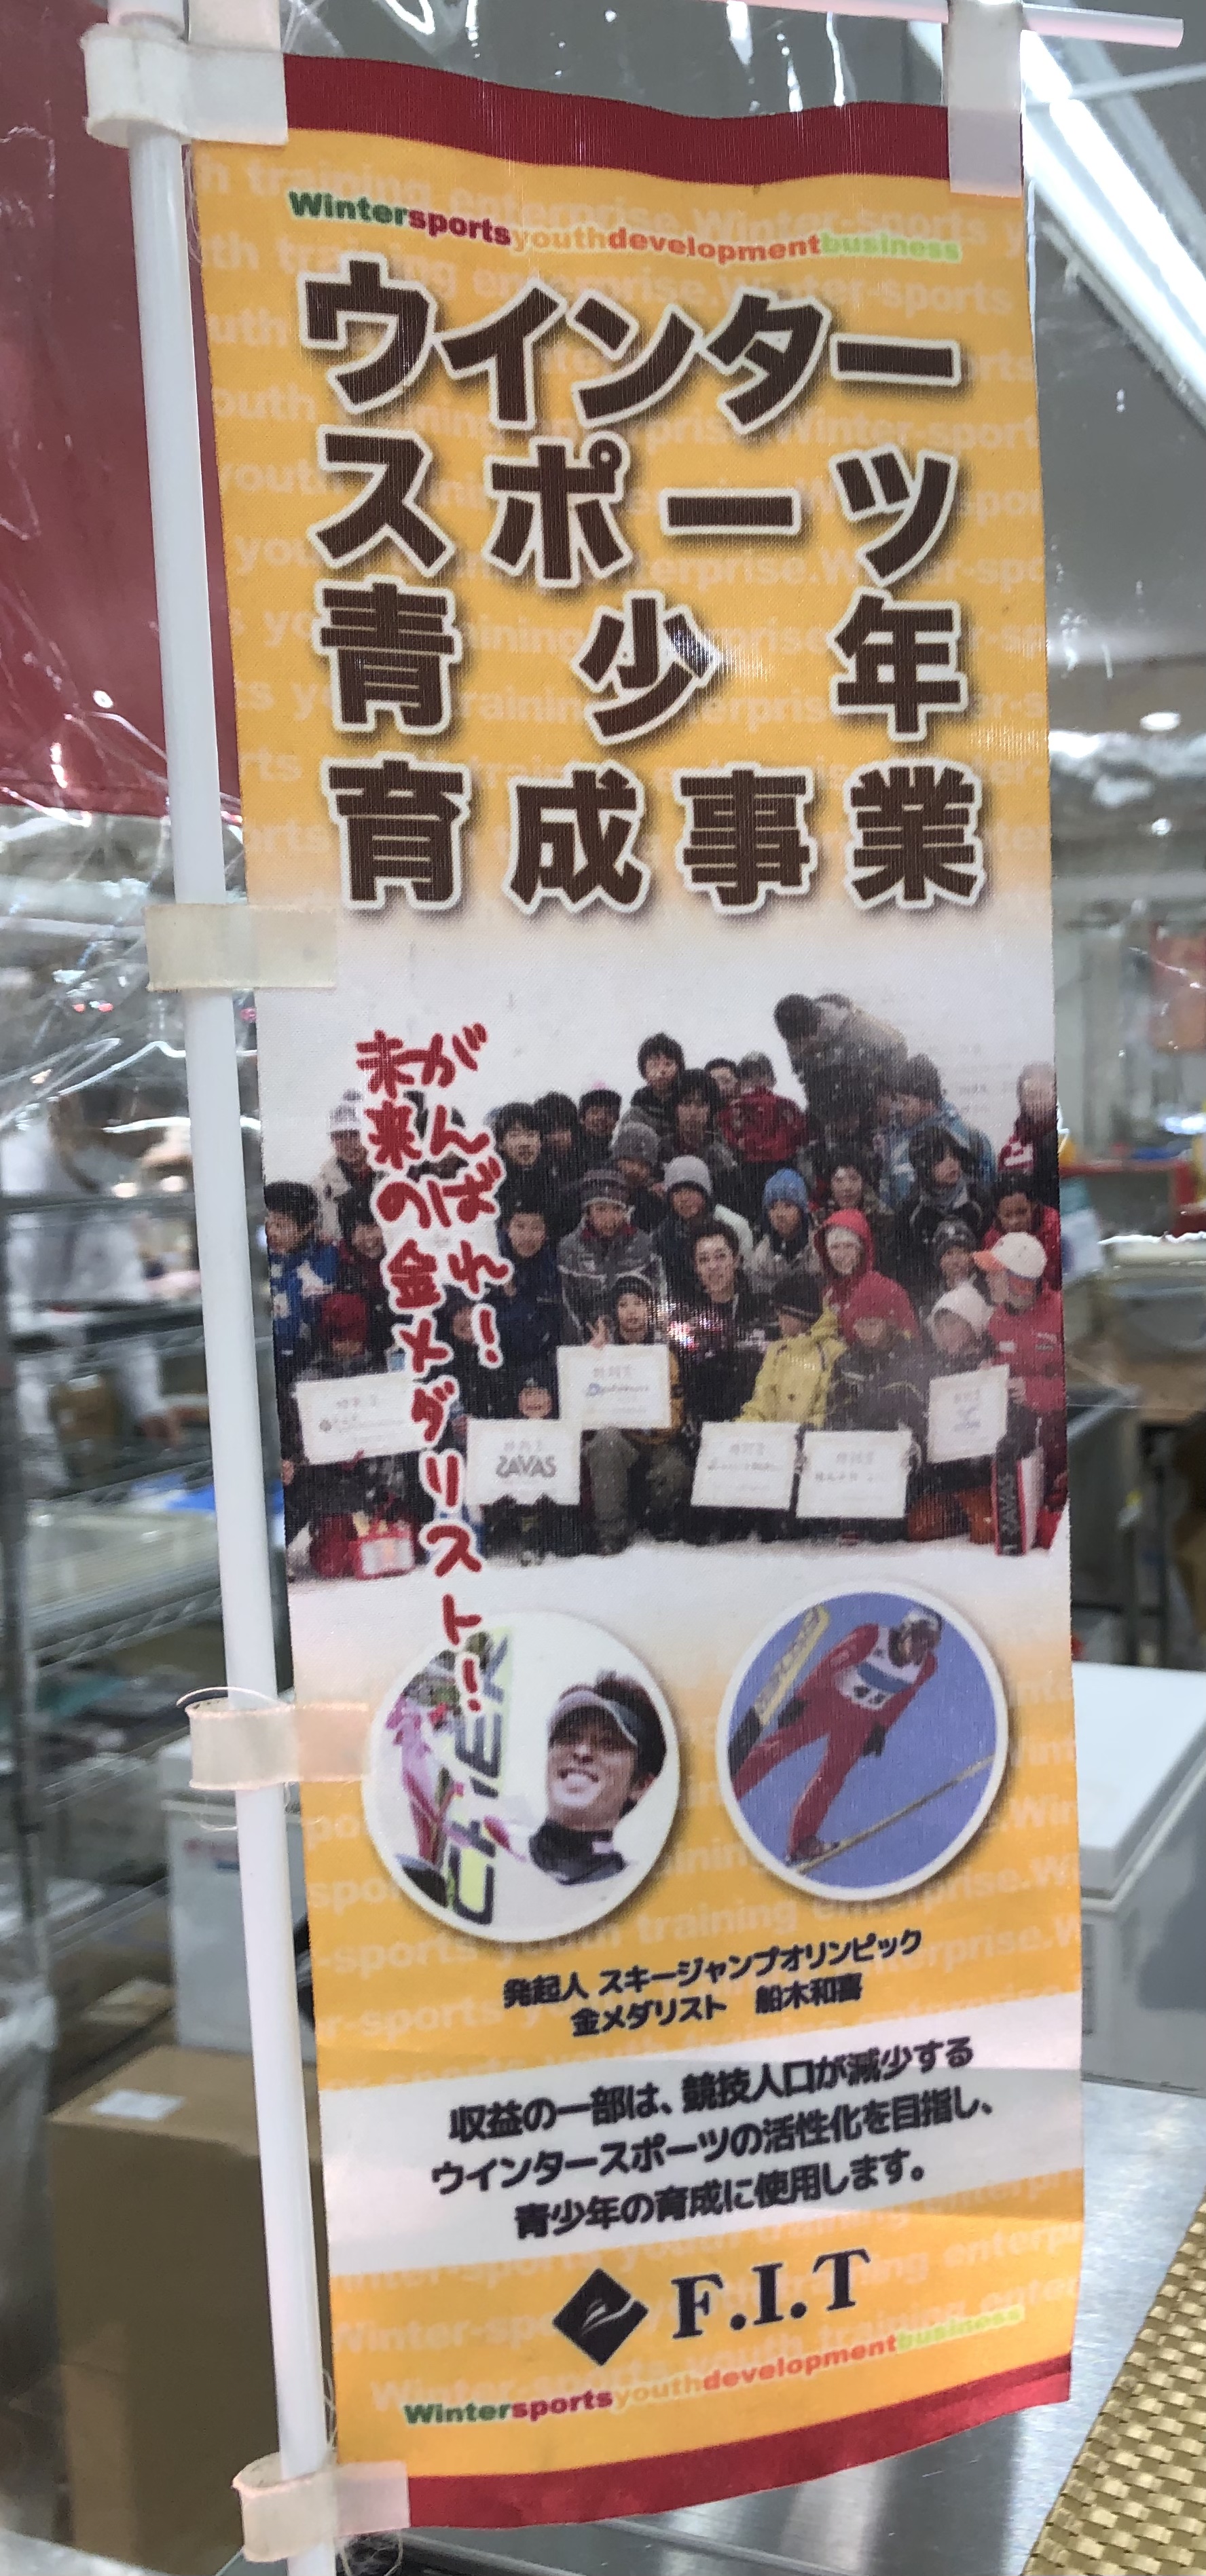 Wintersportsyouthdevelopmentbusiness
ウインター
スポーツ
青少年
育成事業
がんばれ!
未来の金メダリスト!
SAVAS
発起人 スキージャンプオリンピック
金メダリスト 船木和喜
収益の一部は、競技人口が減少する
ウインタースポーツの活性化を目指し、
青少年の育成に使用します。
F.I.T
Wintersportsyouthdevelopmentbusiness